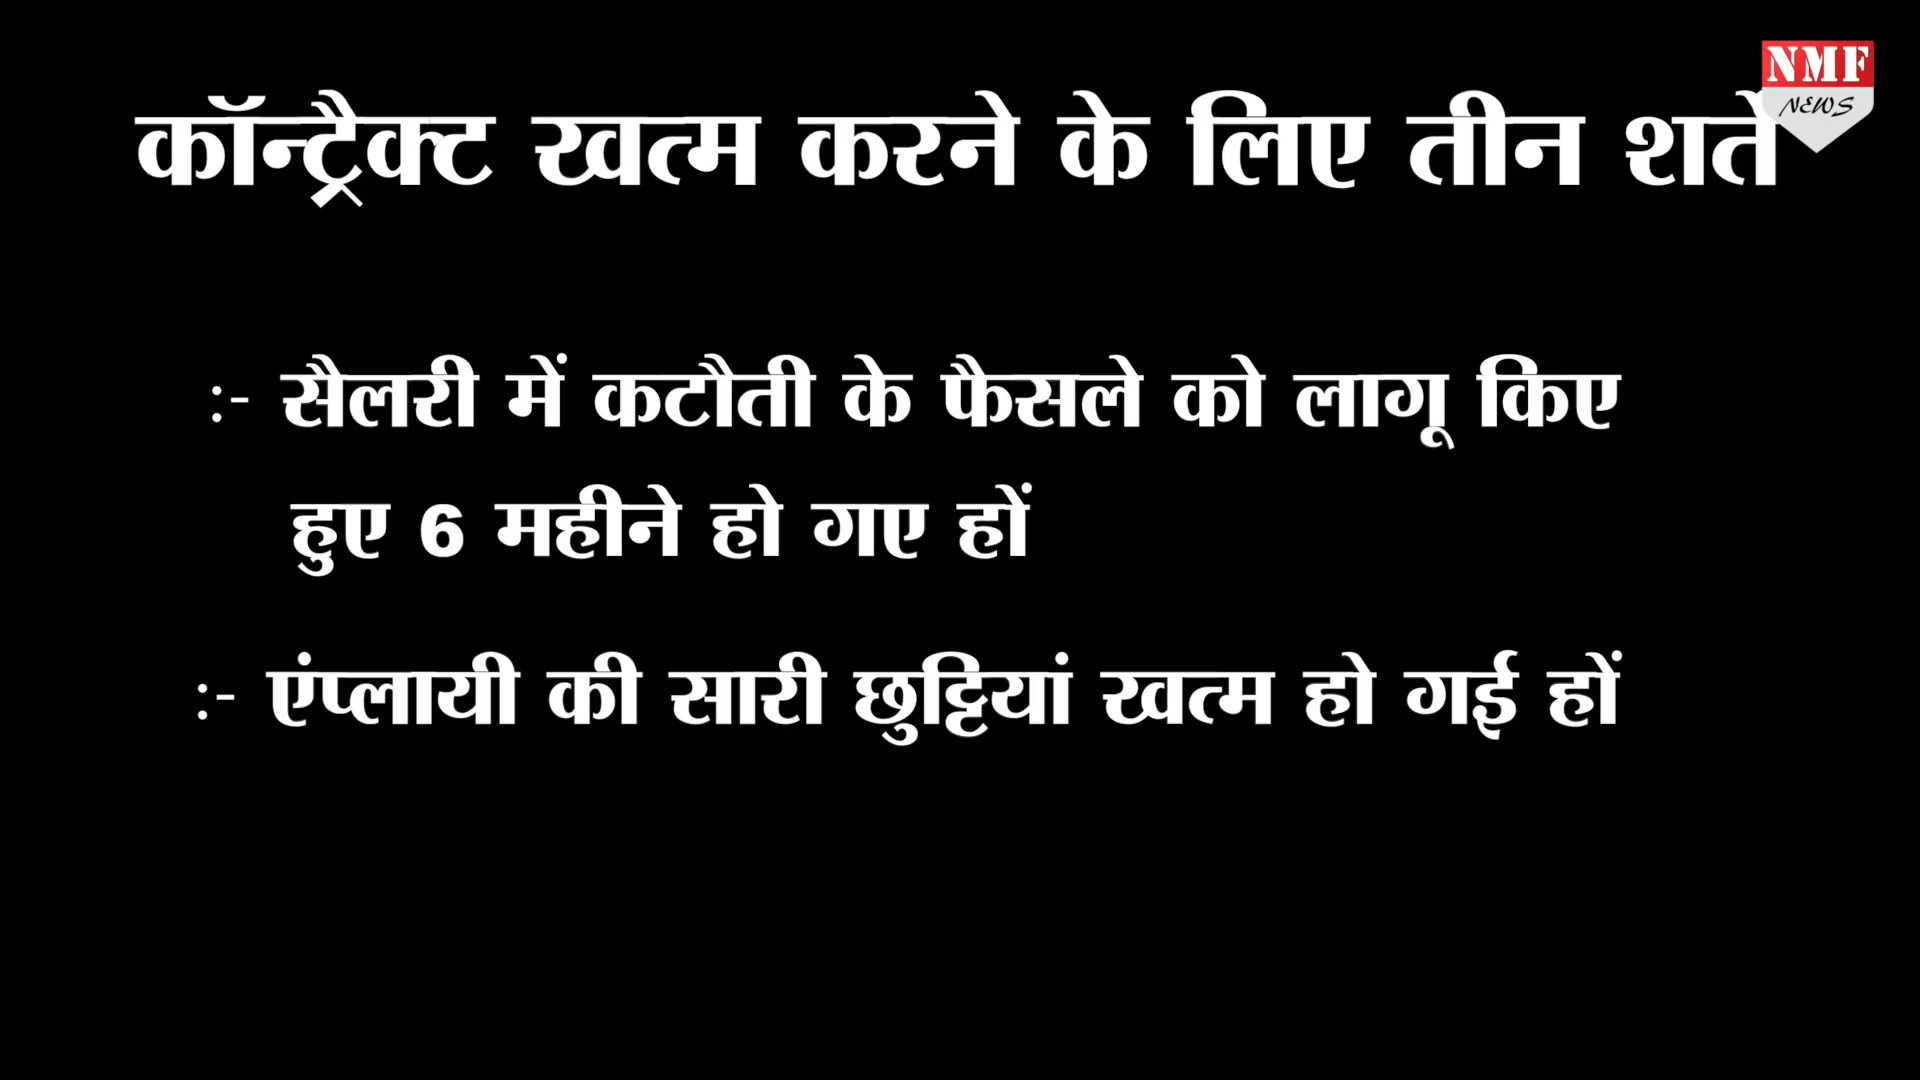 कॉन्ट्रैक्ट खत्म करने के लिए तीन शर्तें
NMF
NEWS
:- सैलरी में कटौती के फैसले को लागू किए
हुए 6 महीने हो गए हों
:- एंप्लायी की सारी छुट्टियां खत्म हो गई हों